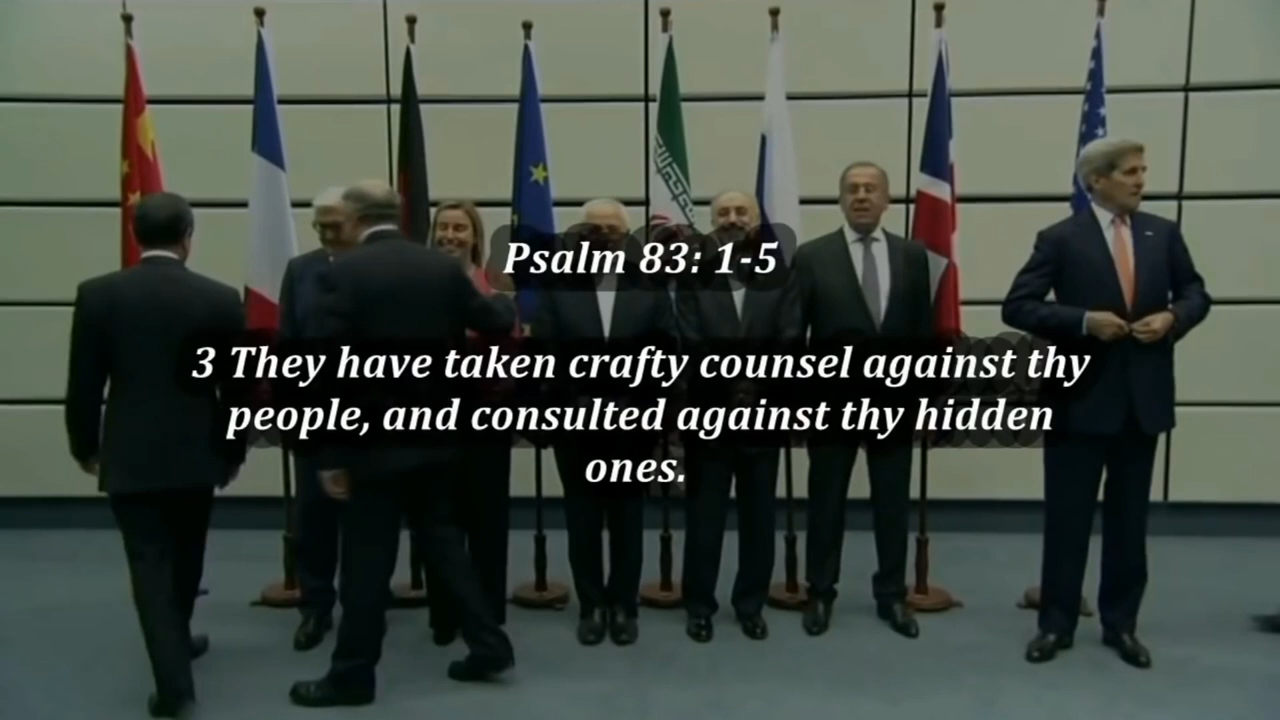 Psalm 83: 1-5
3 They have taken crafty counsel against thy
people, and consulted against thy hidden
ones.